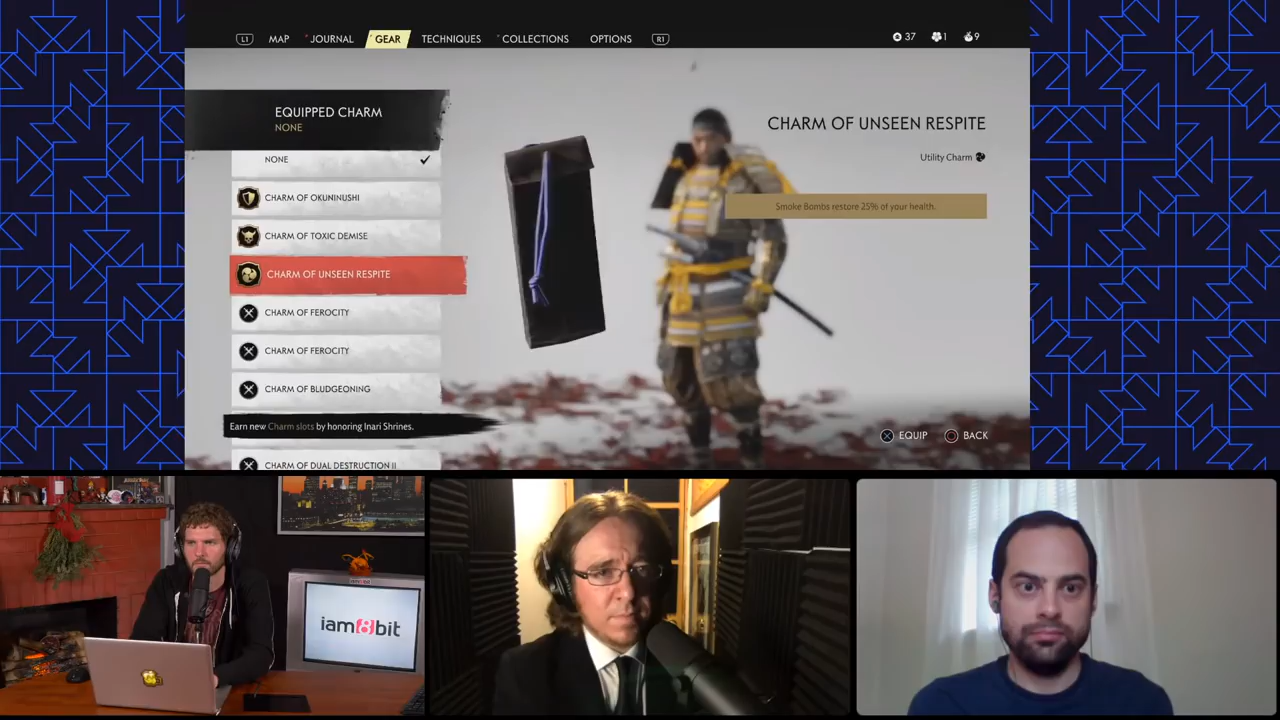 L1 MAP JOURNAL GEAR TECHNIQUES COLLECTIONS OPTIONS R1 37 1 9
EQUIPPED CHARM
NONE
NONE
CHARM OF OKUNINUSHI
CHARM OF TOXIC DEMISE
CHARM OF UNSEEN RESPITE
CHARM OF FEROCITY
CHARM OF FEROCITY
CHARM OF BLUDGEONING
Earn new Charm slots by honoring Inari Shrines.
CHARM OF DUAL DESTRUCTION II
CHARM OF UNSEEN RESPITE
Utility Charm
Smoke Bombs restore 25% of your health.
EQUIP BACK
iam8bit